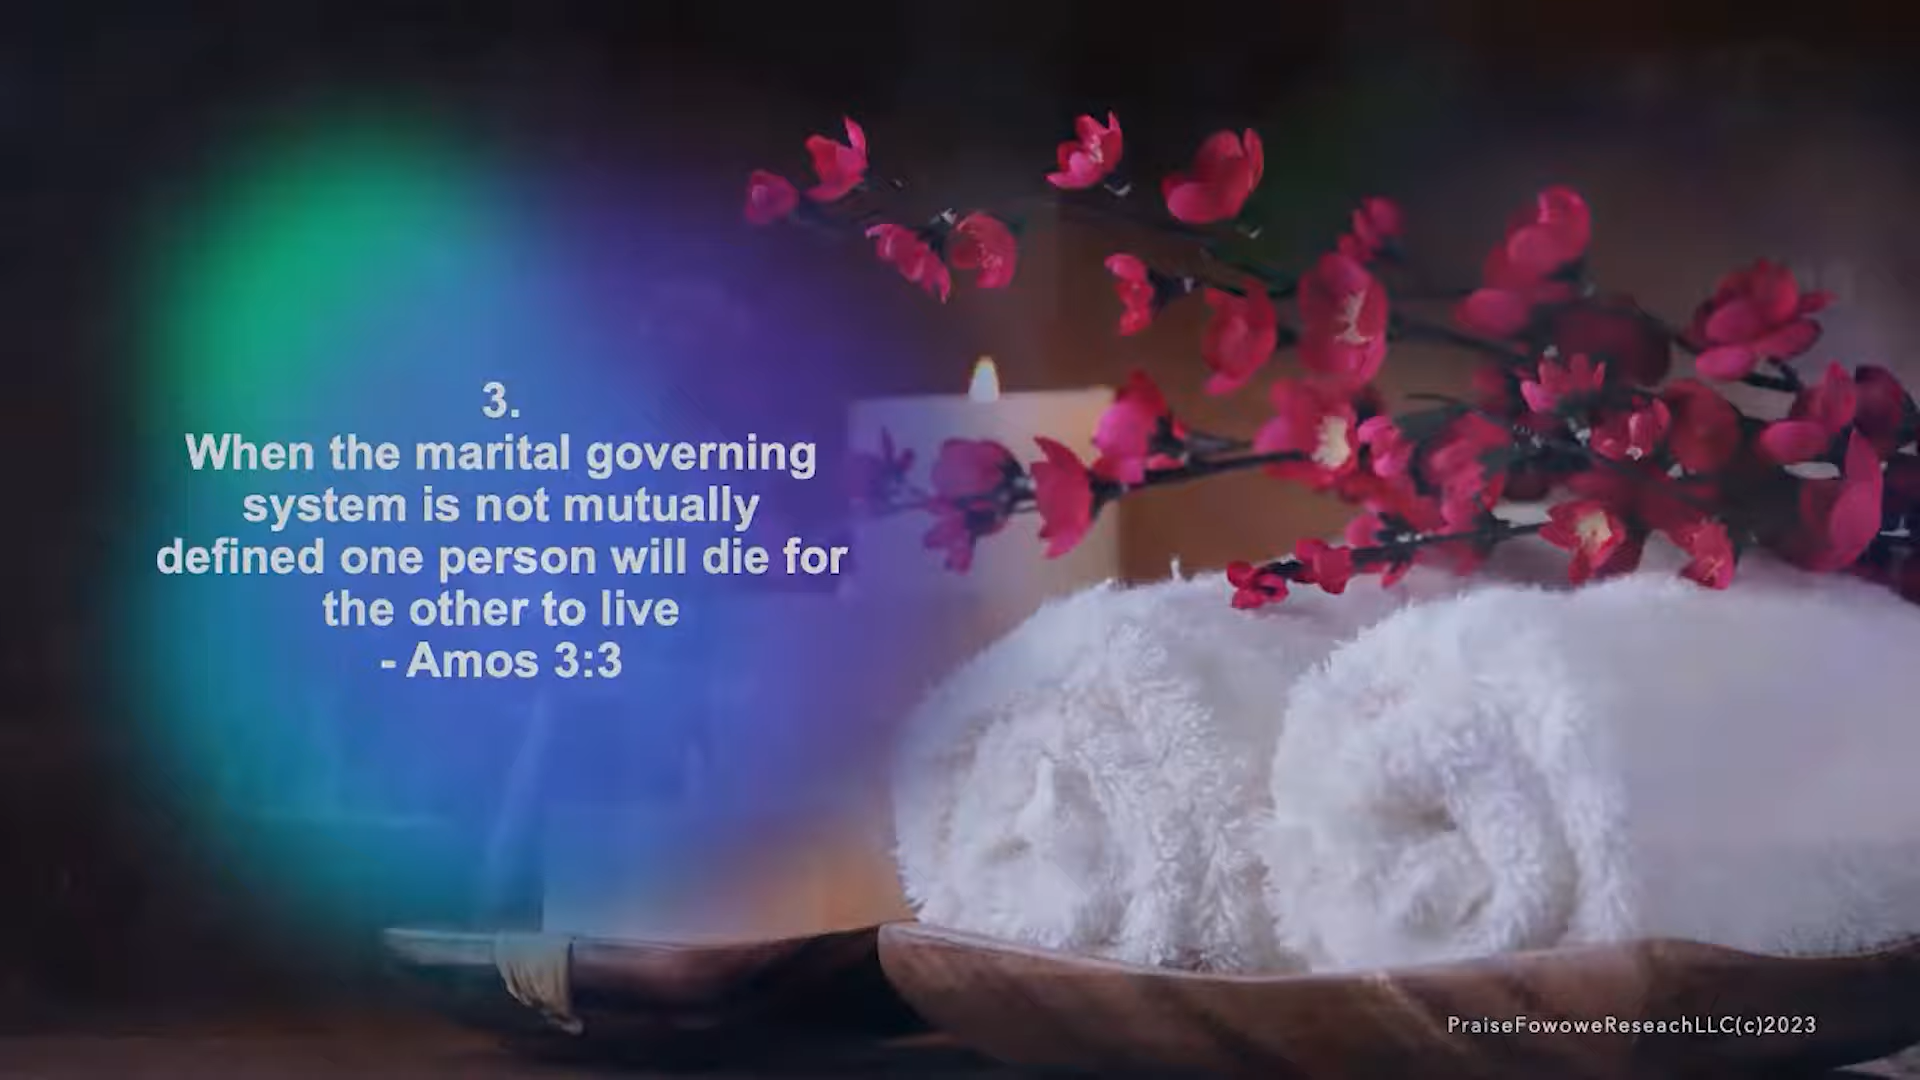 3.
When the marital governing
system is not mutually
defined one person will die for
the other to live
- Amos 3:3
PraiseFowoweReseachLLC(c)2023